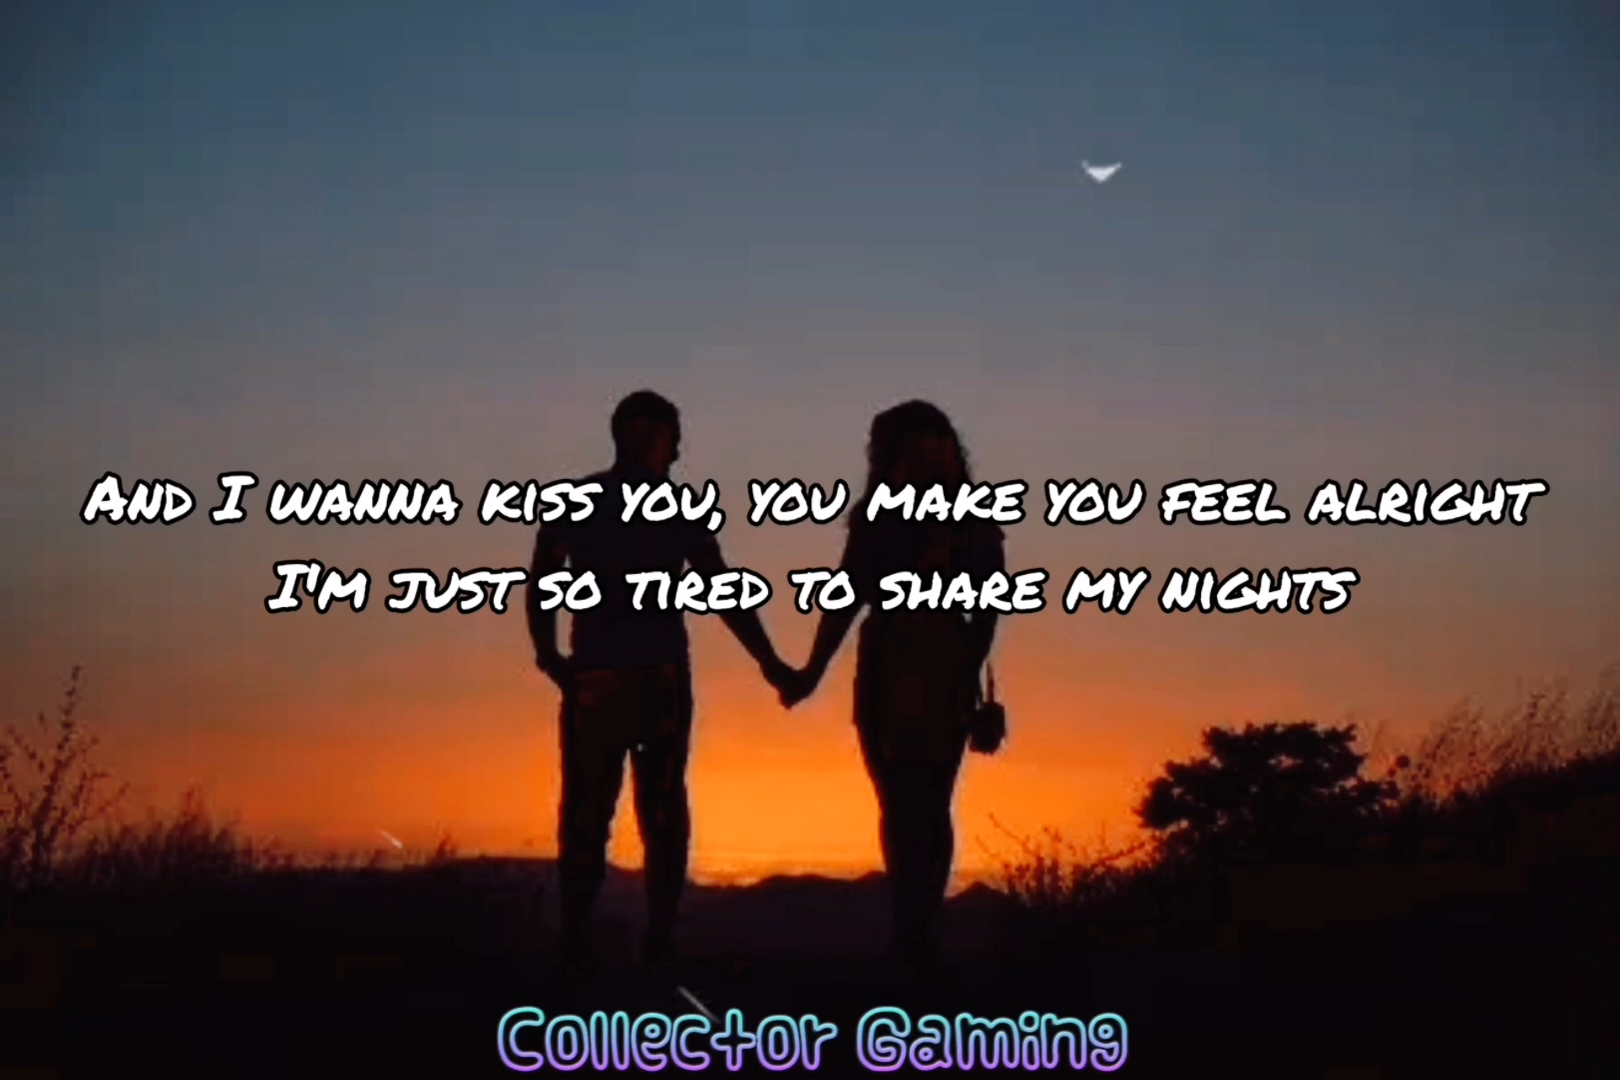 And I wanna kiss you, you make you feel alright
I'm just so tired to share my nights
Collector Gaming